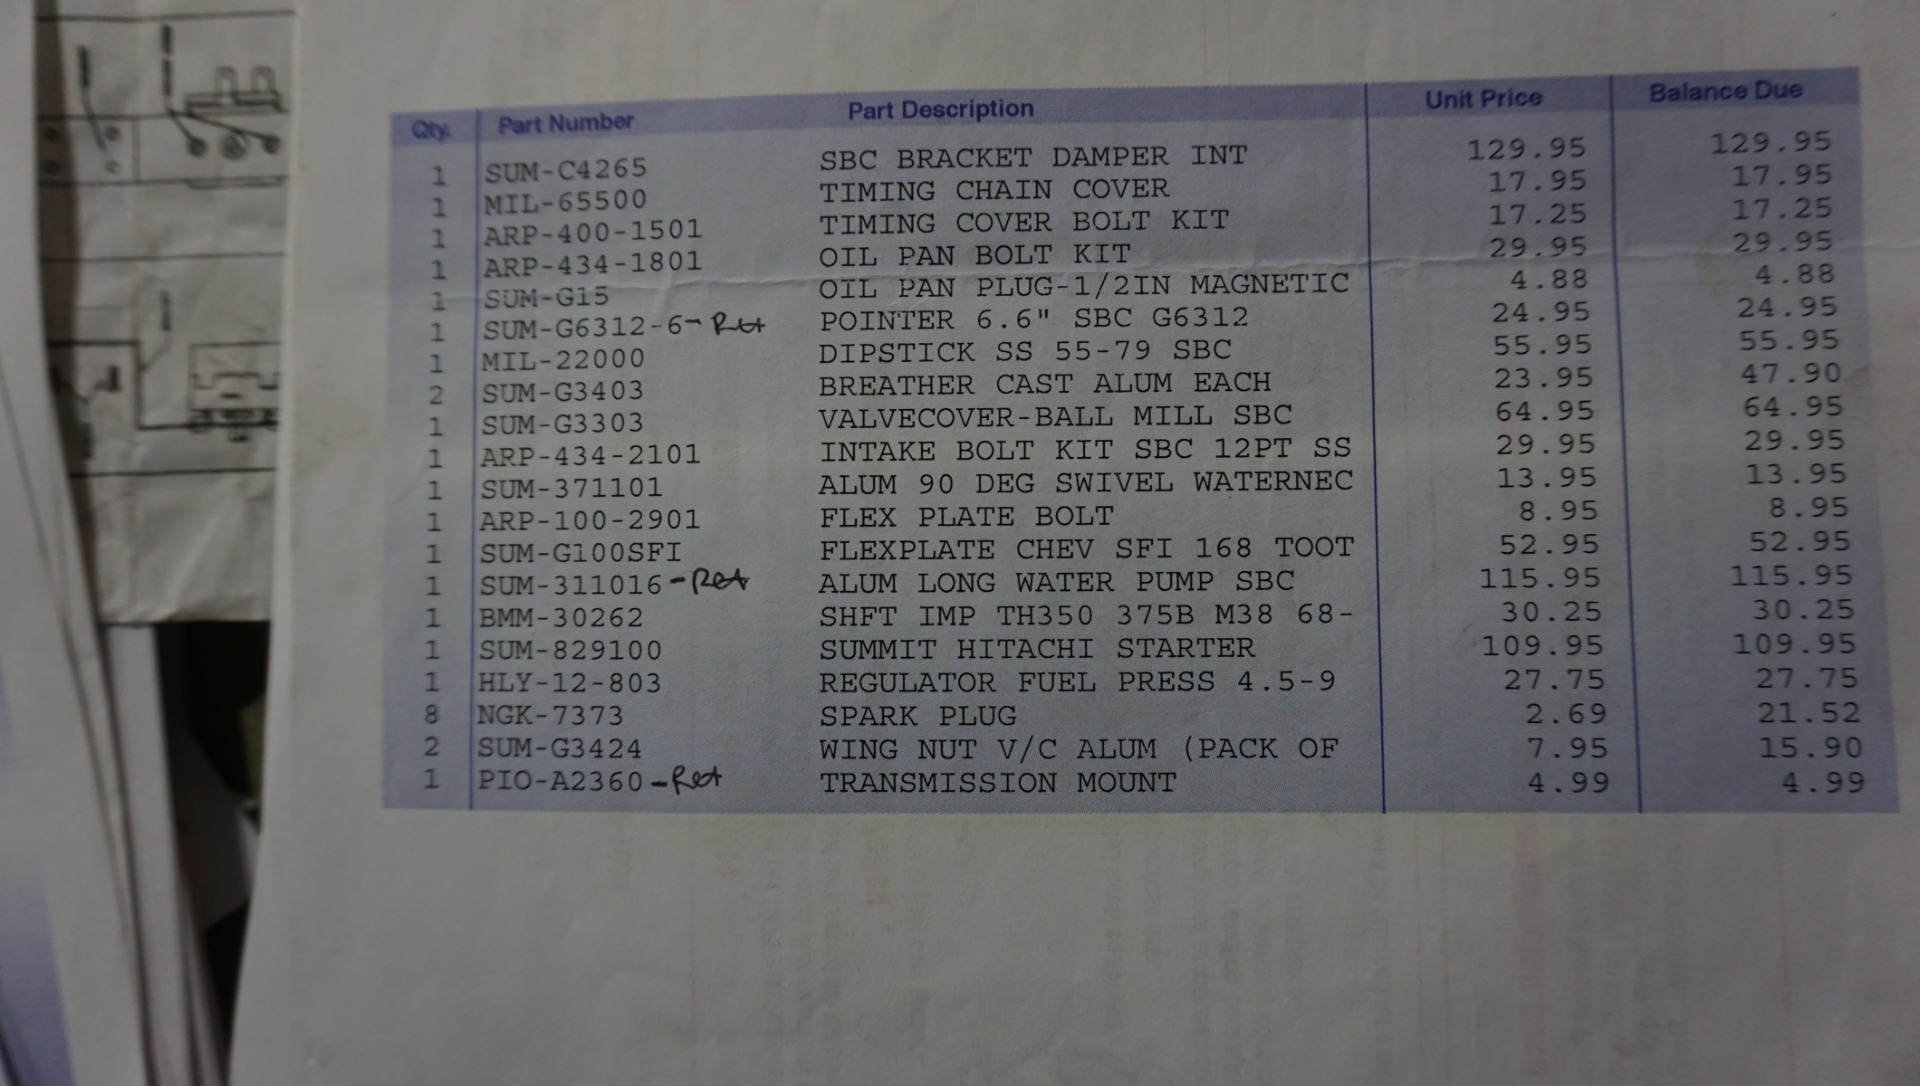 Qty. Part Number Part Description Unit Price Balance Due
1 SUM-C4265 SBC BRACKET DAMPER INT 129.95 129.95
1 MIL-65500 TIMING CHAIN COVER 17.95 17.95
1 ARP-400-1501 TIMING COVER BOLT KIT 17.25 17.25
1 ARP-434-1801 OIL PAN BOLT KIT 29.95 29.95
1 SUM-G15 OIL PAN PLUG-1/2IN MAGNETIC 4.88 4.88
1 SUM-G6312-6-Ret POINTER 6.6" SBC G6312 24.95 24.95
1 MIL-22000 DIPSTICK SS 55-79 SBC 55.95 55.95
2 SUM-G3403 BREATHER CAST ALUM EACH 23.95 47.90
1 SUM-G3303 VALVECOVER-BALL MILL SBC 64.95 64.95
1 ARP-434-2101 INTAKE BOLT KIT SBC 12PT SS 29.95 29.95
1 SUM-371101 ALUM 90 DEG SWIVEL WATERNEC 13.95 13.95
1 ARP-100-2901 FLEX PLATE BOLT 8.95 8.95
1 SUM-G100SFI FLEXPLATE CHEV SFI 168 TOOT 52.95 52.95
1 SUM-311016-Ret ALUM LONG WATER PUMP SBC 115.95 115.95
1 BMM-30262 SHFT IMP TH350 375B M38 68- 30.25 30.25
1 SUM-829100 SUMMIT HITACHI STARTER 109.95 109.95
1 HLY-12-803 REGULATOR FUEL PRESS 4.5-9 27.75 27.75
8 NGK-7373 SPARK PLUG 2.69 21.52
2 SUM-G3424 WING NUT V/C ALUM (PACK OF 7.95 15.90
1 PIO-A2360-Ret TRANSMISSION MOUNT 4.99 4.99